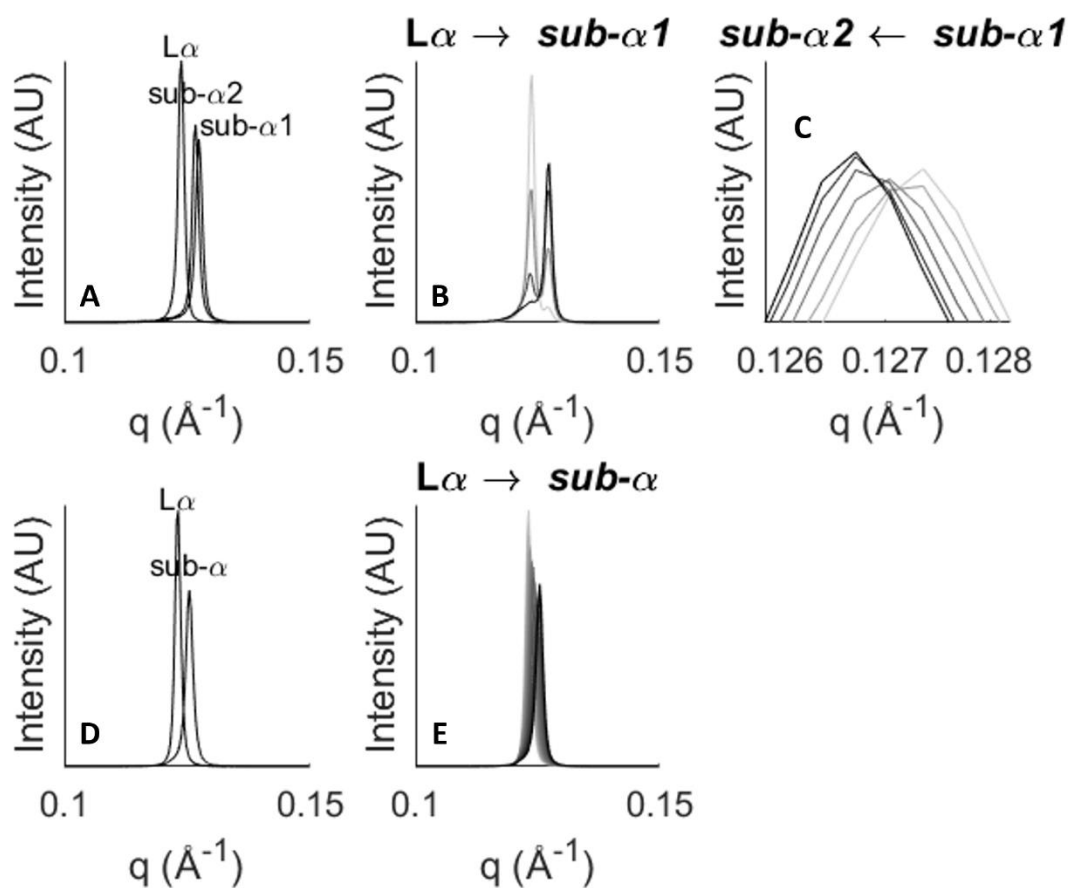 Lα
sub-α2
sub-α1
Intensity (AU)
A
0.1 0.15
q (Å⁻¹)
Lα → sub-α1
Intensity (AU)
B
0.1 0.15
q (Å⁻¹)
sub-α2 ← sub-α1
Intensity (AU)
C
0.126 0.127 0.128
q (Å⁻¹)
Lα
sub-α
Intensity (AU)
D
0.1 0.15
q (Å⁻¹)
Lα → sub-α
Intensity (AU)
E
0.1 0.15
q (Å⁻¹)